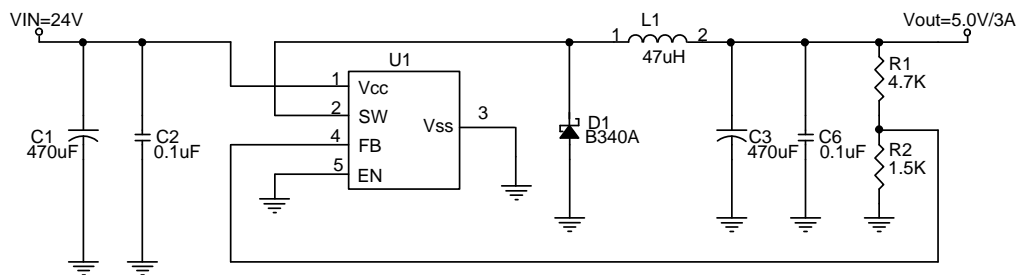 VIN=24V
L1
Vout=5.0V/3A
1
2
47uH
U1
R1
4.7K
1
Vcc
2
SW
3
Vss
4
FB
5
EN
C1
470uF
C2
0.1uF
D1
B340A
C3
470uF
C6
0.1uF
R2
1.5K